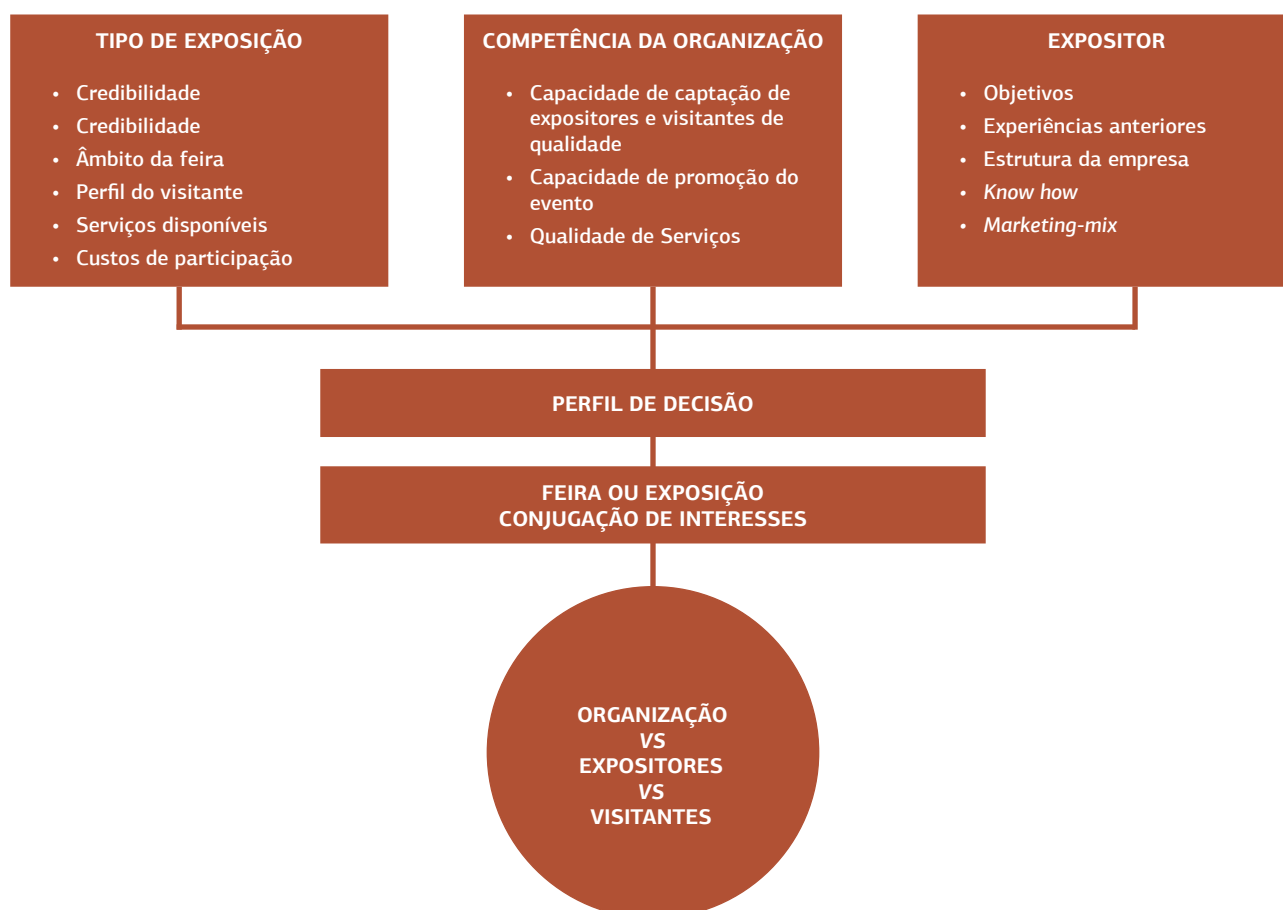 TIPO DE EXPOSIÇÃO
• Credibilidade
• Credibilidade
• Âmbito da feira
• Perfil do visitante
• Serviços disponíveis
• Custos de participação
COMPETÊNCIA DA ORGANIZAÇÃO
• Capacidade de captação de
expositores e visitantes de
qualidade
• Capacidade de promoção do
evento
• Qualidade de Serviços
EXPOSITOR
• Objetivos
• Experiências anteriores
• Estrutura da empresa
• Know how
• Marketing-mix
PERFIL DE DECISÃO
FEIRA OU EXPOSIÇÃO
CONJUGAÇÃO DE INTERESSES
ORGANIZAÇÃO
VS
EXPOSITORES
VS
VISITANTES